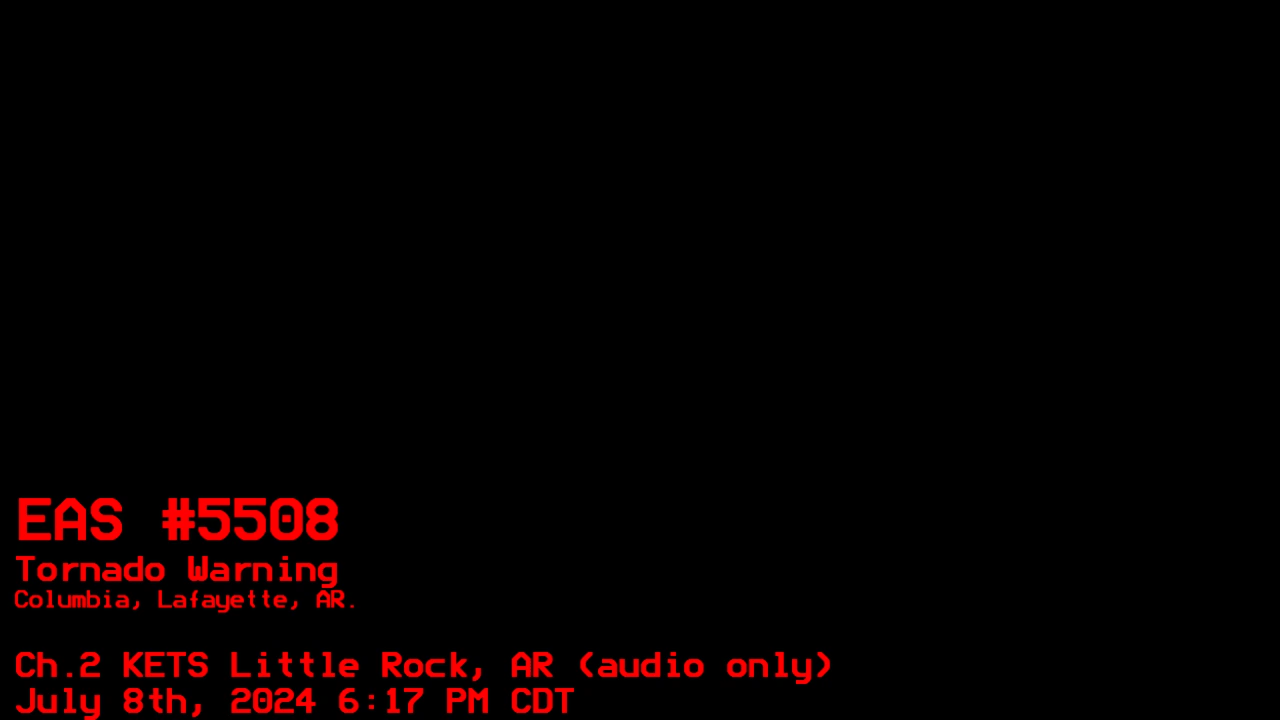 EAS #5508
Tornado Warning
Columbia, Lafayette, AR.
Ch.2 KETS Little Rock, AR (audio only)
July 8th, 2024 6:17 PM CDT